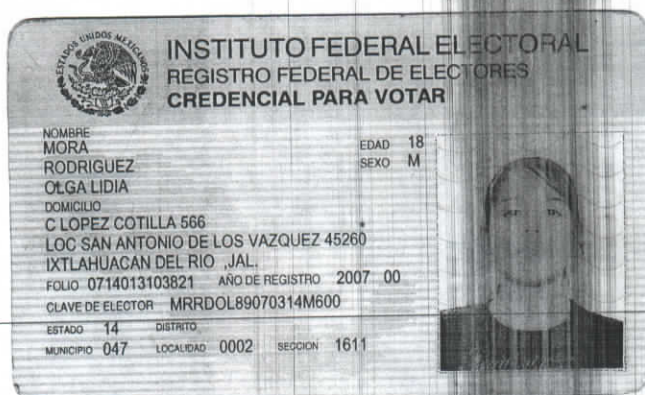 ESTADOS UNIDOS MEXICANOS
INSTITUTO FEDERAL ELECTORAL
REGISTRO FEDERAL DE ELECTORES
CREDENCIAL PARA VOTAR
NOMBRE
MORA
RODRIGUEZ
OLGA LIDIA
EDAD 18
SEXO M
DOMICILIO
C LOPEZ COTILLA 566
LOC SAN ANTONIO DE LOS VAZQUEZ 45260
IXTLAHUACAN DEL RIO ,JAL.
FOLIO 0714013103821 AÑO DE REGISTRO 2007 00
CLAVE DE ELECTOR MRRDOL89070314M600
ESTADO 14 DISTRITO
MUNICIPIO 047 LOCALIDAD 0002 SECCION 1611